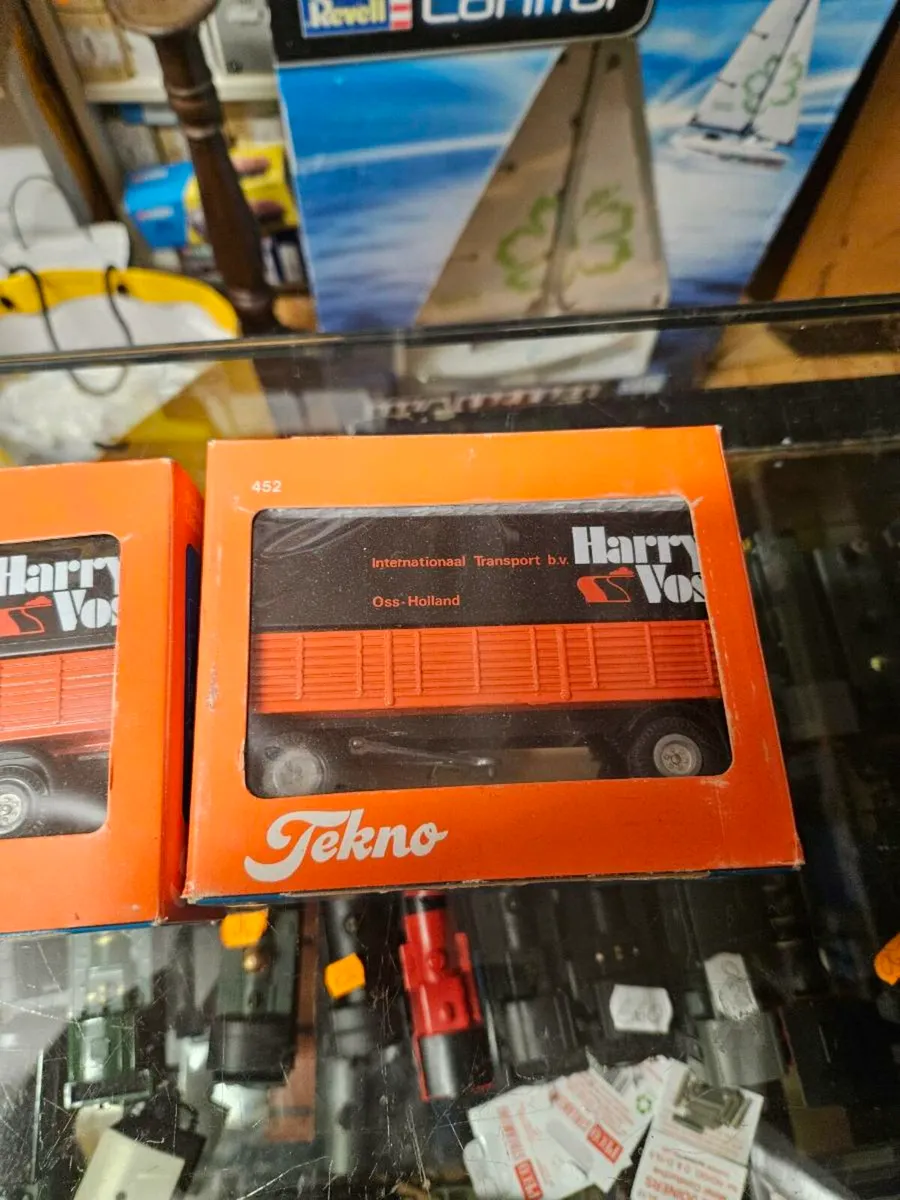 Revell
452
Internationaal Transport b.v.
Harry
Vos
Oss-Holland
Harry
Vos
Tekno